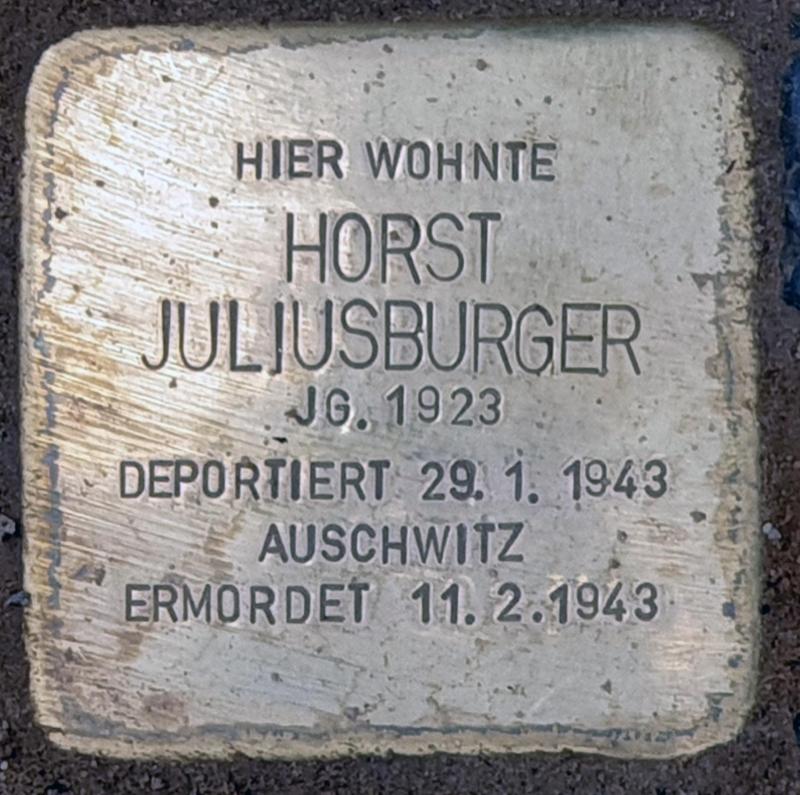 HIER WOHNTE
HORST
JULIUSBURGER
JG. 1923
DEPORTIERT 29. 1. 1943
AUSCHWITZ
ERMORDET 11. 2. 1943